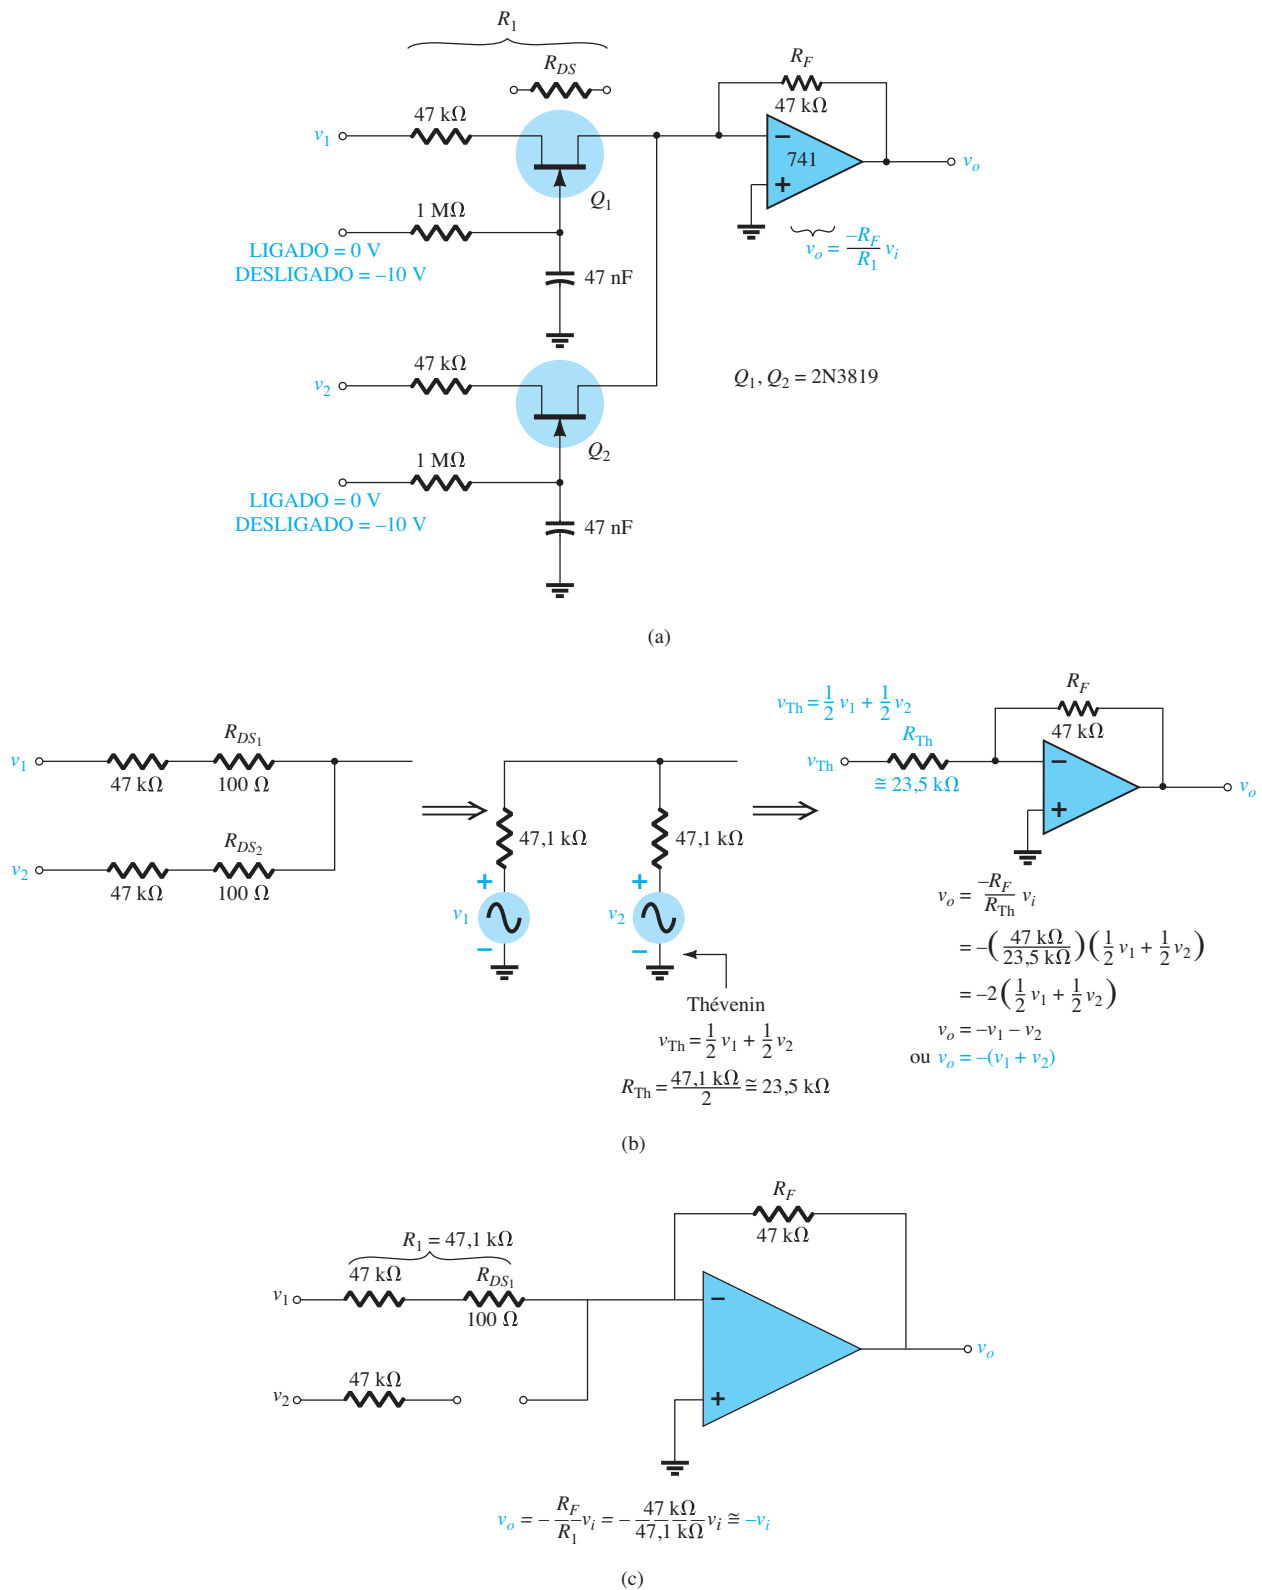 R1
RDS
47 kΩ
v1
Q1
1 MΩ
LIGADO = 0 V
DESLIGADO = –10 V
47 nF
RF
47 kΩ
–
741
+
vo
vo = –RF/R1 vi
47 kΩ
v2
Q2
1 MΩ
LIGADO = 0 V
DESLIGADO = –10 V
47 nF
Q1, Q2 = 2N3819
(a)
v1
47 kΩ
RDS1
100 Ω
v2
47 kΩ
RDS2
100 Ω
47,1 kΩ
+
v1
–
47,1 kΩ
+
v2
–
Thévenin
vTh = 1/2 v1 + 1/2 v2
RTh = 47,1 kΩ/2 ≅ 23,5 kΩ
vTh = 1/2 v1 + 1/2 v2
RTh
vTh
≅ 23,5 kΩ
RF
47 kΩ
–
+
vo
vo = –RF/RTh vi
= –(47 kΩ/23,5 kΩ)(1/2 v1 + 1/2 v2)
= –2(1/2 v1 + 1/2 v2)
vo = –v1 – v2
ou vo = –(v1 + v2)
(b)
R1 = 47,1 kΩ
47 kΩ
RDS1
v1
100 Ω
47 kΩ
v2
RF
47 kΩ
–
+
vo
vo = – RF/R1 vi = – 47 kΩ/47,1 kΩ vi ≅ –vi
(c)